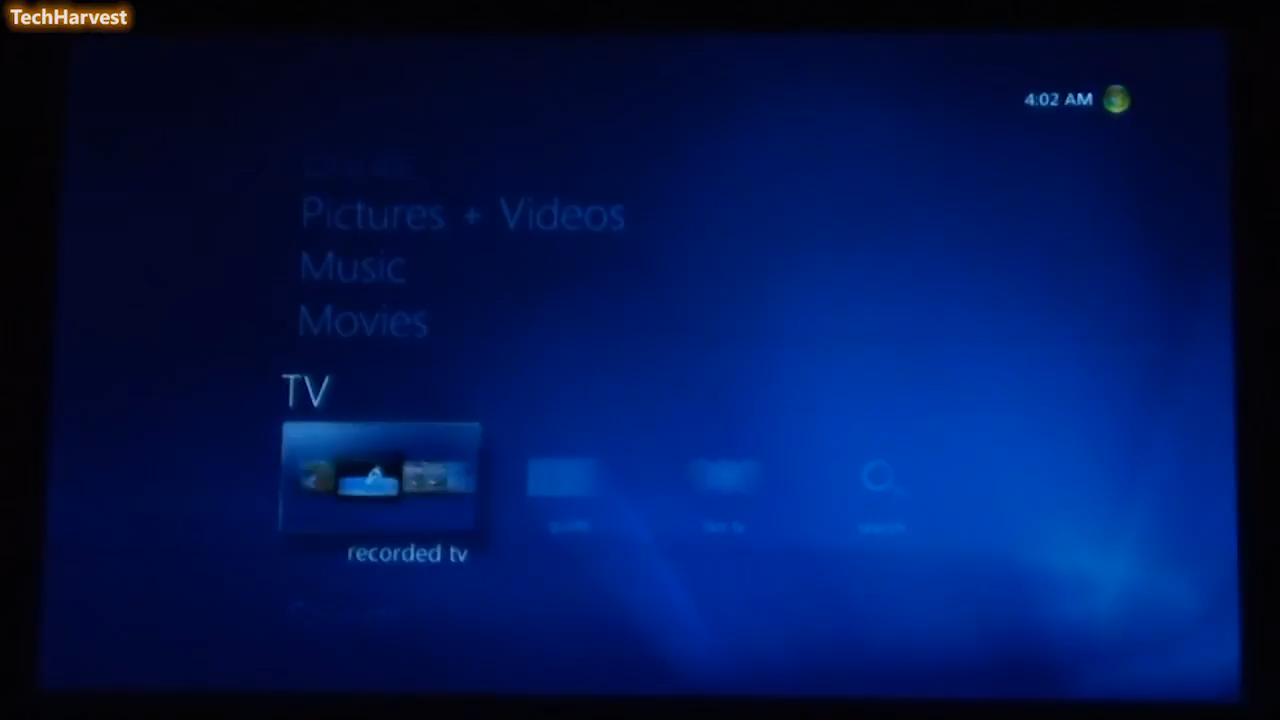 TechHarvest
4:02 AM
Pictures + Videos
Music
Movies
TV
recorded tv